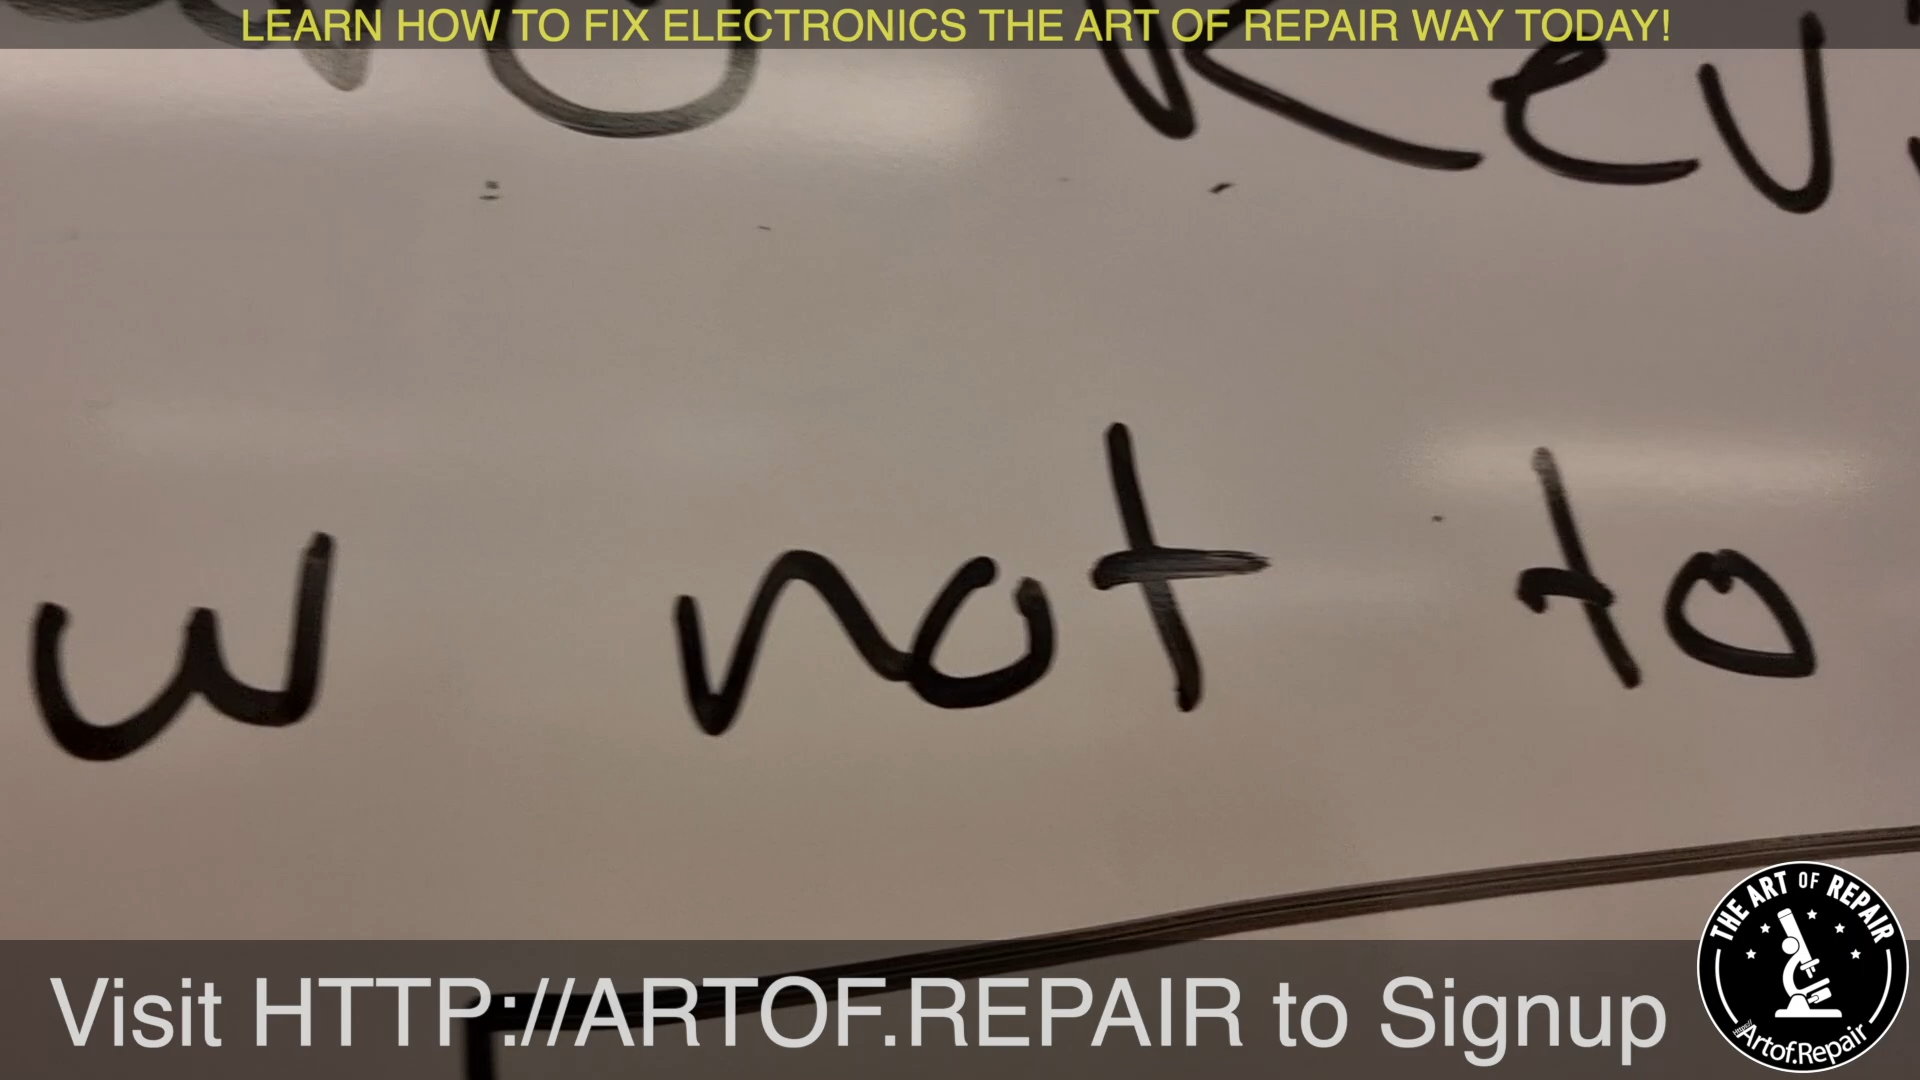 LEARN HOW TO FIX ELECTRONICS THE ART OF REPAIR WAY TODAY!
w not to
Visit HTTP://ARTOF.REPAIR to Signup
THE ART OF REPAIR
https://
Artof.Repair